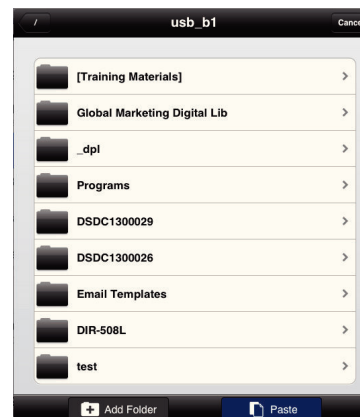 /
usb_b1
Cance
[Training Materials]
Global Marketing Digital Lib
_dpl
Programs
DSDC1300029
DSDC1300026
Email Templates
DIR-508L
test
Add Folder
Paste